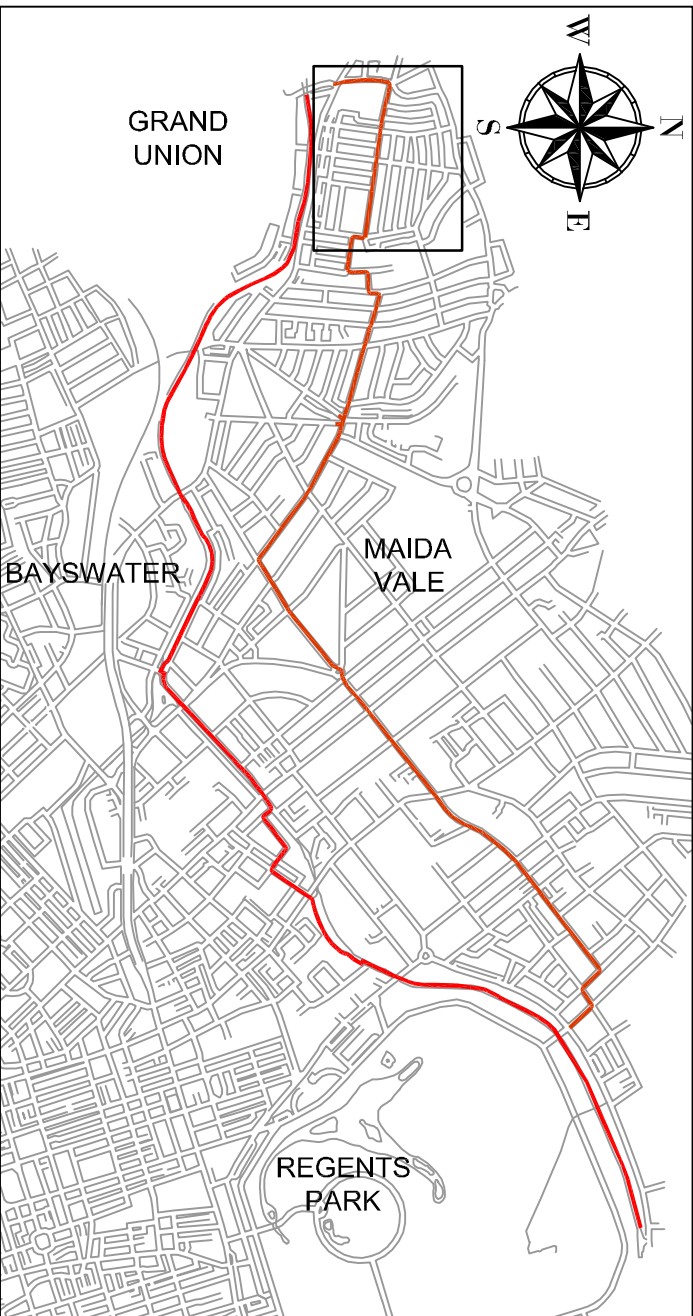 W
N
S
E
GRAND
UNION
MAIDA
VALE
BAYSWATER
REGENTS
PARK